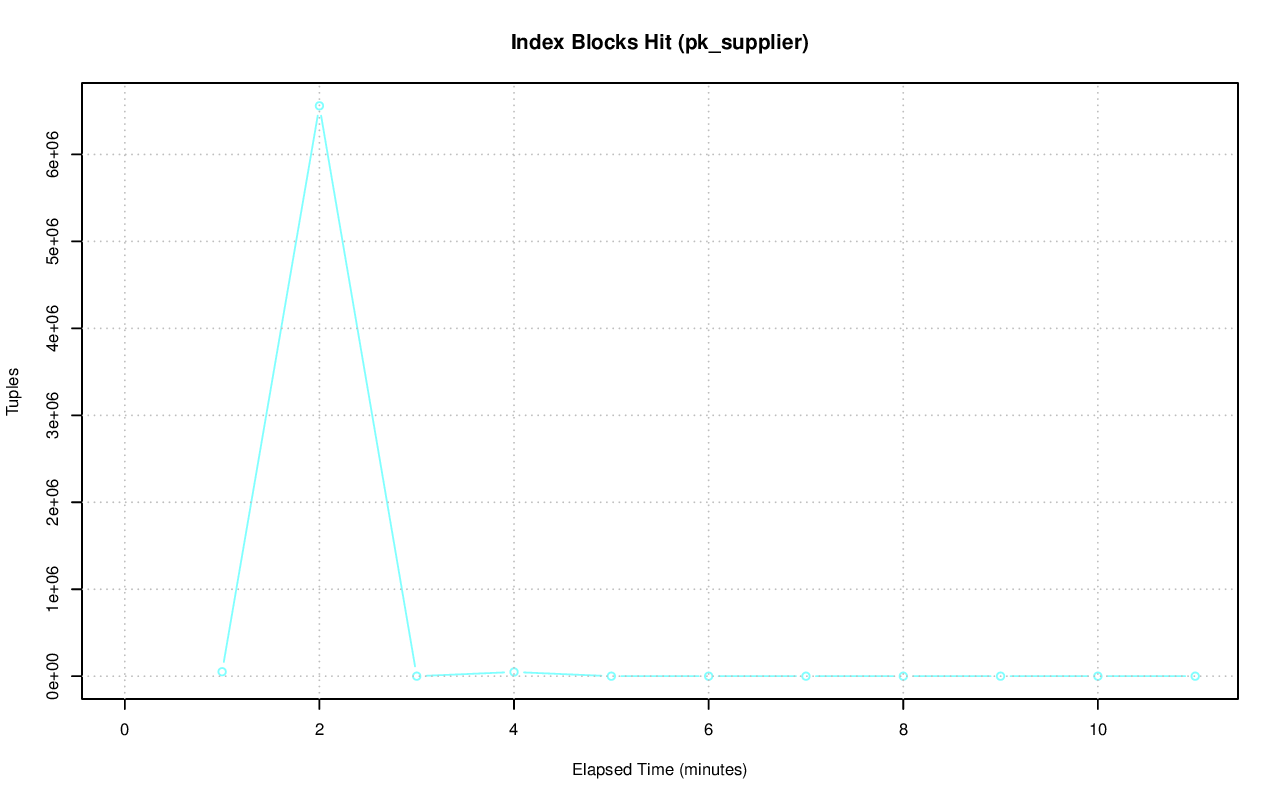 Index Blocks Hit (pk_supplier)
Tuples
6e+06
5e+06
4e+06
3e+06
2e+06
1e+06
0e+00
0 2 4 6 8 10
Elapsed Time (minutes)